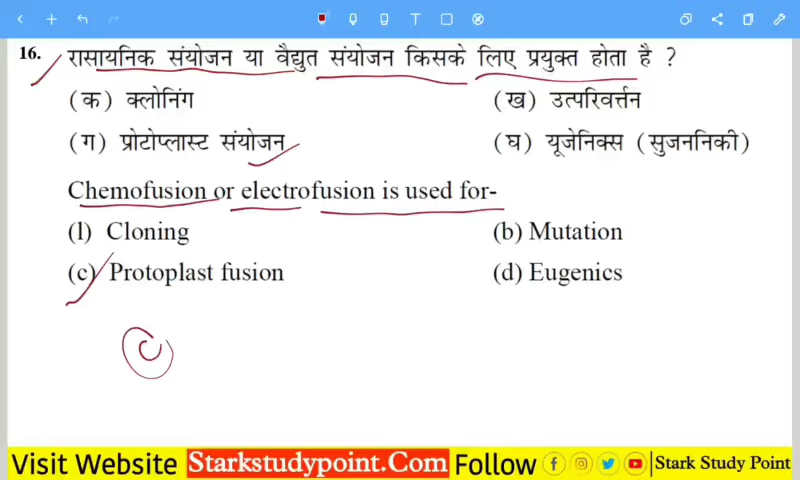 16. रासायनिक संयोजन या वैद्युत संयोजन किसके लिए प्रयुक्त होता है ?
(क) क्लोनिंग (ख) उत्परिवर्त्तन
(ग) प्रोटोप्लास्ट संयोजन (घ) यूजेनिक्स (सुजननिकी)
Chemofusion or electrofusion is used for-
(l) Cloning (b) Mutation
(c) Protoplast fusion (d) Eugenics
C
Visit Website Starkstudypoint.Com Follow Stark Study Point